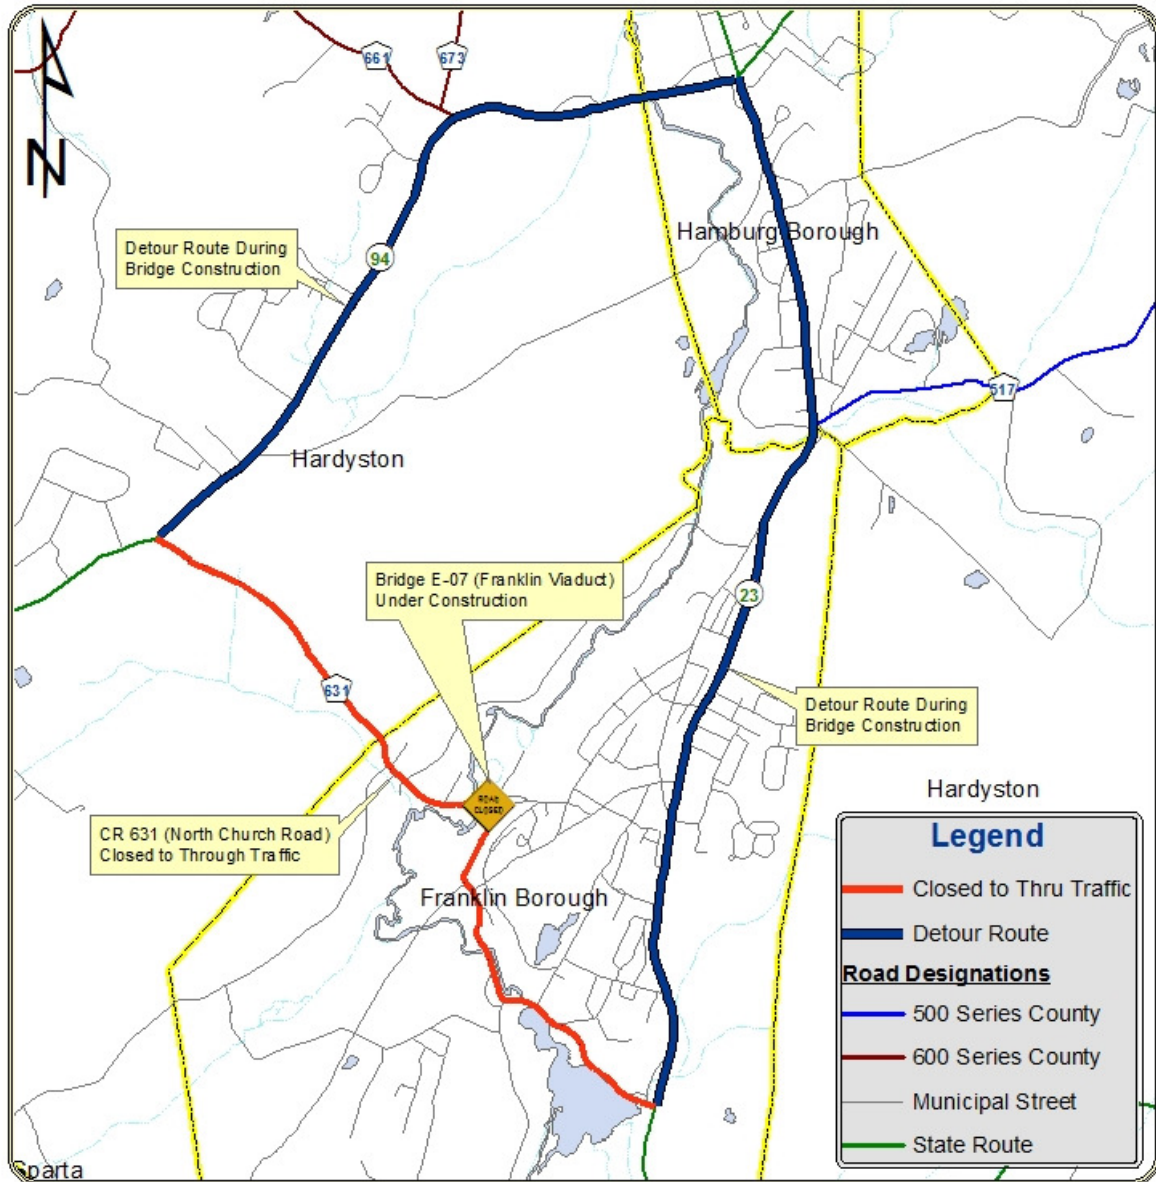 661
673
N
Hamburg Borough
Detour Route During
Bridge Construction
94
517
Hardyston
Bridge E-07 (Franklin Viaduct)
Under Construction
23
631
Detour Route During
Bridge Construction
Hardyston
ROAD
CLOSED
CR 631 (North Church Road)
Closed to Through Traffic
Franklin Borough
Legend
Closed to Thru Traffic
Detour Route
Road Designations
500 Series County
600 Series County
Municipal Street
State Route
Sparta